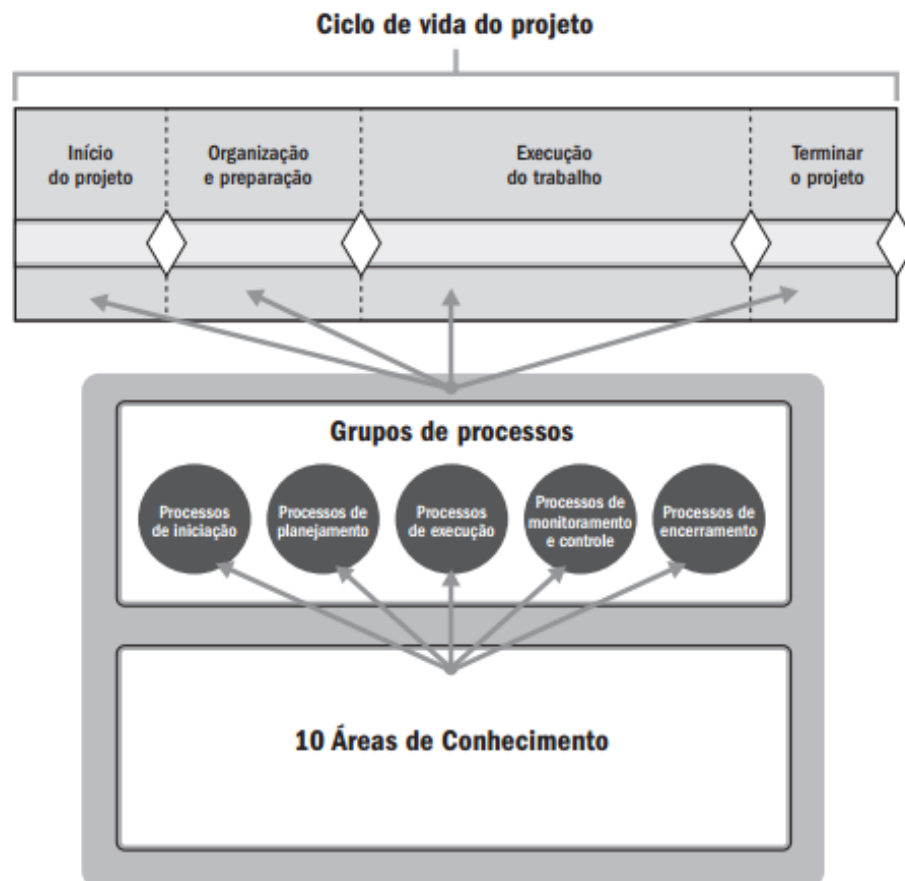 Ciclo de vida do projeto
Início
do projeto
Organização
e preparação
Execução
do trabalho
Terminar
o projeto
Grupos de processos
Processos
de iniciação
Processos de
planejamento
Processos
de execução
Processos de
monitoramento
e controle
Processos de
encerramento
10 Áreas de Conhecimento